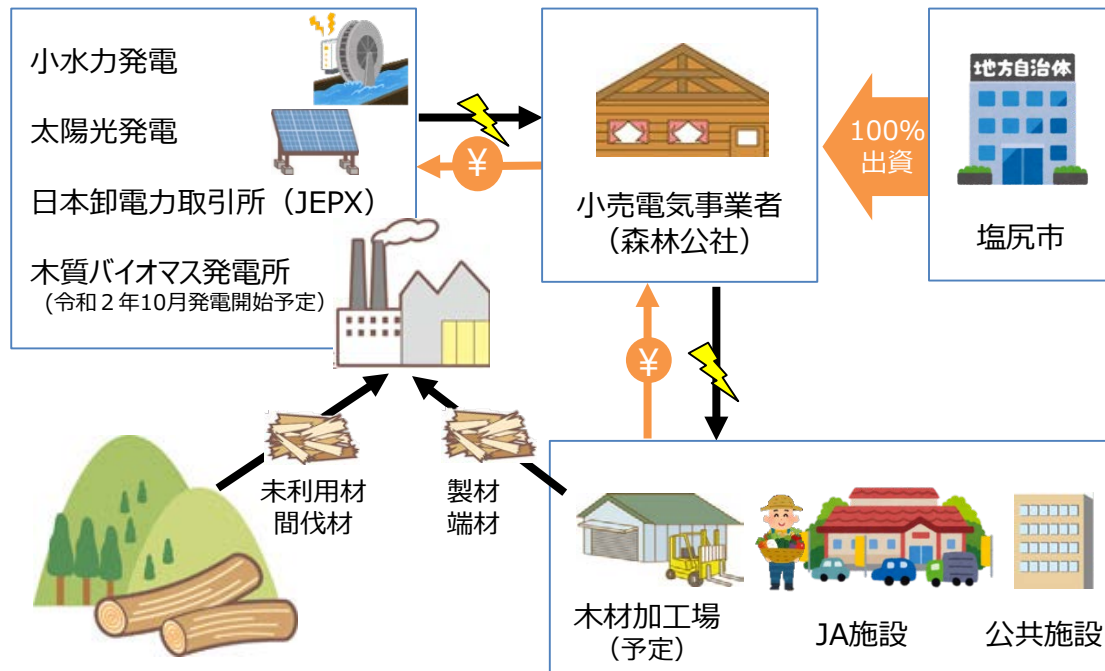 小水力発電
太陽光発電
日本卸電力取引所（JEPX）
木質バイオマス発電所
（令和２年10月発電開始予定）
¥
小売電気事業者
（森林公社）
100%
出資
地方自治体
塩尻市
¥
未利用材
間伐材
製材
端材
木材加工場
（予定）
JA施設
公共施設